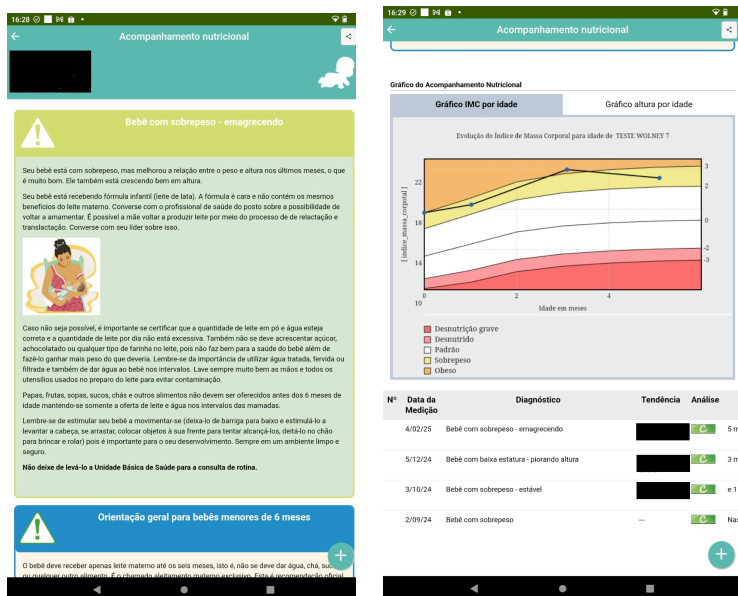 16:28
Acompanhamento nutricional
Bebê com sobrepeso - emagrecendo
Seu bebê está com sobrepeso, mas melhorou a relação entre o peso e altura nos últimos meses, o que
é muito bom. Ele também está crescendo bem em altura.
Seu bebê está recebendo fórmula infantil (leite de lata). A fórmula é cara e não contém os mesmos
benefícios do leite materno. Converse com o profissional de saúde do posto sobre a possibilidade de
voltar a amamentar. É possível a mãe voltar a produzir leite por meio do processo de de relactação e
translactação. Converse com seu líder sobre isso.
Caso não seja possível, é importante se certificar que a quantidade de leite em pó e água esteja
correta e a quantidade de leite por dia não está excessiva. Também não se deve acrescentar açúcar,
achocolatado ou qualquer tipo de farinha no leite, pois não faz bem para a saúde do bebê além de
fazê-lo ganhar mais peso do que deveria. Lembre-se da importância de utilizar água tratada, fervida ou
filtrada e também de dar água ao bebê nos intervalos. Lave sempre muito bem as mãos e todos os
utensílios usados no preparo do leite para evitar contaminação.
Papas, frutas, sopas, sucos, chás e outros alimentos não devem ser oferecidos antes dos 6 meses de
idade mantendo-se somente a oferta de leite e água nos intervalos das mamadas.
Lembre-se de estimular seu bebê a movimentar-se (deixa-lo de barriga para baixo e estimulá-lo a
levantar a cabeça, se arrastar, colocar objetos à sua frente para tentar alcançá-los, deitá-lo no chão
para brincar e rolar) pois é importante para o seu desenvolvimento. Sempre em um ambiente limpo e
seguro.
Não deixe de levá-lo a Unidade Básica de Saúde para a consulta de rotina.
Orientação geral para bebês menores de 6 meses
O bebê deve receber apenas leite materno até os seis meses, isto é, não se deve dar água, chá, suc
ou qualquer outro alimento. É o chamado aleitamento materno exclusivo. Esta é recomendação oficial
16:29
Acompanhamento nutricional
Gráfico do Acompanhamento Nutricional
Gráfico IMC por idade
Gráfico altura por idade
Evolução do Índice de Massa Corporal para idade de TESTE WOLNEY 7
[ indice_massa_corpotal ]
22
18
14
10
3
2
0
-2
-3
0 2 4
Idade em meses
Desnutrição grave
Desnutrido
Padrão
Sobrepeso
Obeso
Nº Data da Medição Diagnóstico Tendência Análise
4/02/25 Bebê com sobrepeso - emagrecendo 5 m
5/12/24 Bebê com baixa estatura - piorando altura 3 m
3/10/24 Bebê com sobrepeso - estável e 1
2/09/24 Bebê com sobrepeso --- Nas